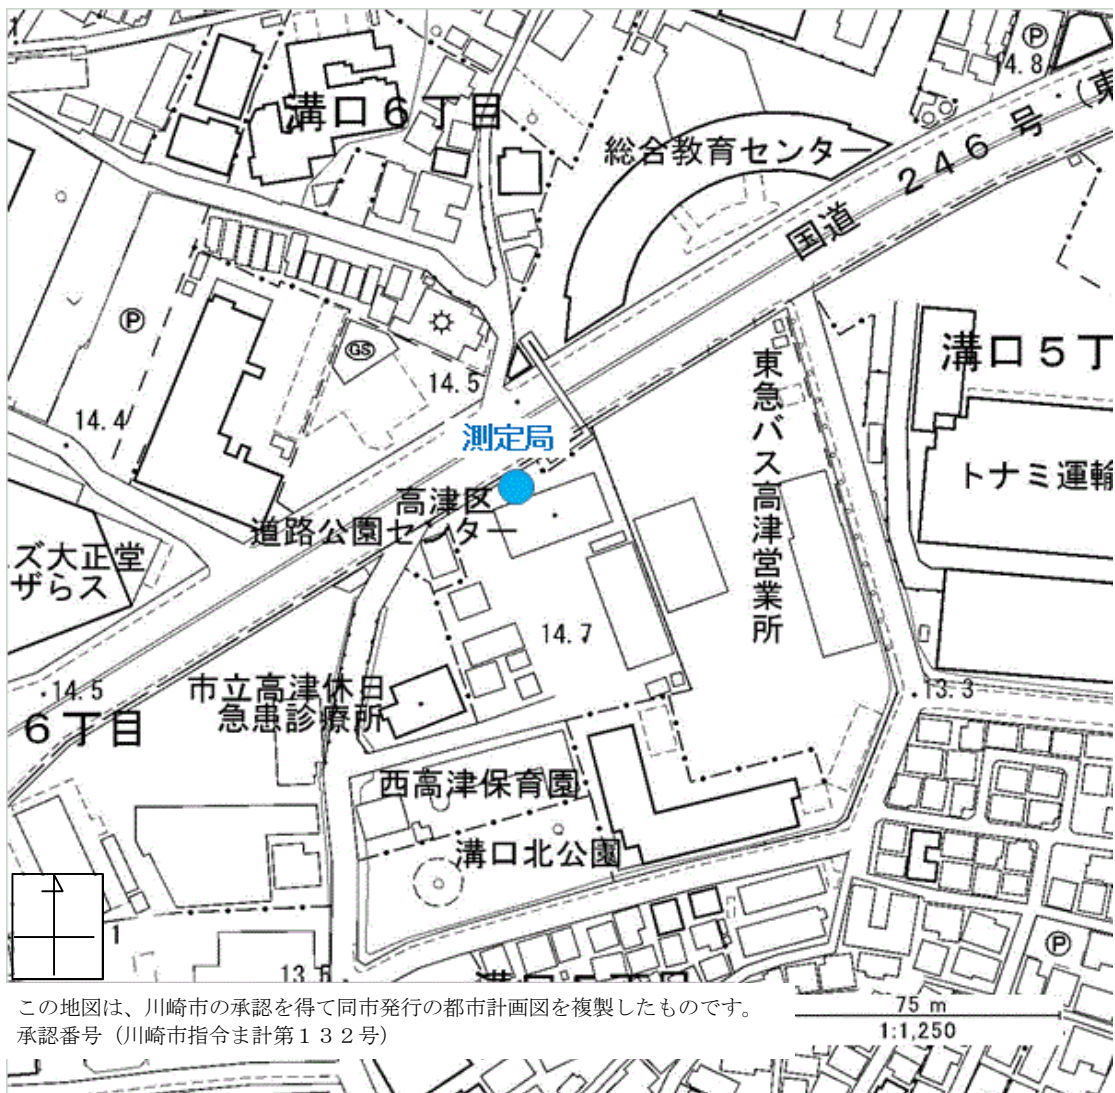 Ⓟ
14.8
溝口６丁目
総合教育センター
国道 ２４６ 号（東
Ⓟ
GS
14.5
14.4
溝口５丁
東急バス高津営業所
測定局
トナミ運輸
高津区
道路公園センター
ズ大正堂
ザらス
14.7
14.5
市立高津休日
急患診療所
13.3
６丁目
西高津保育園
溝口北公園
1
Ⓟ
この地図は、川崎市の承認を得て同市発行の都市計画図を複製したものです。
承認番号（川崎市指令ま計第１３２号）
75 m
1:1,250